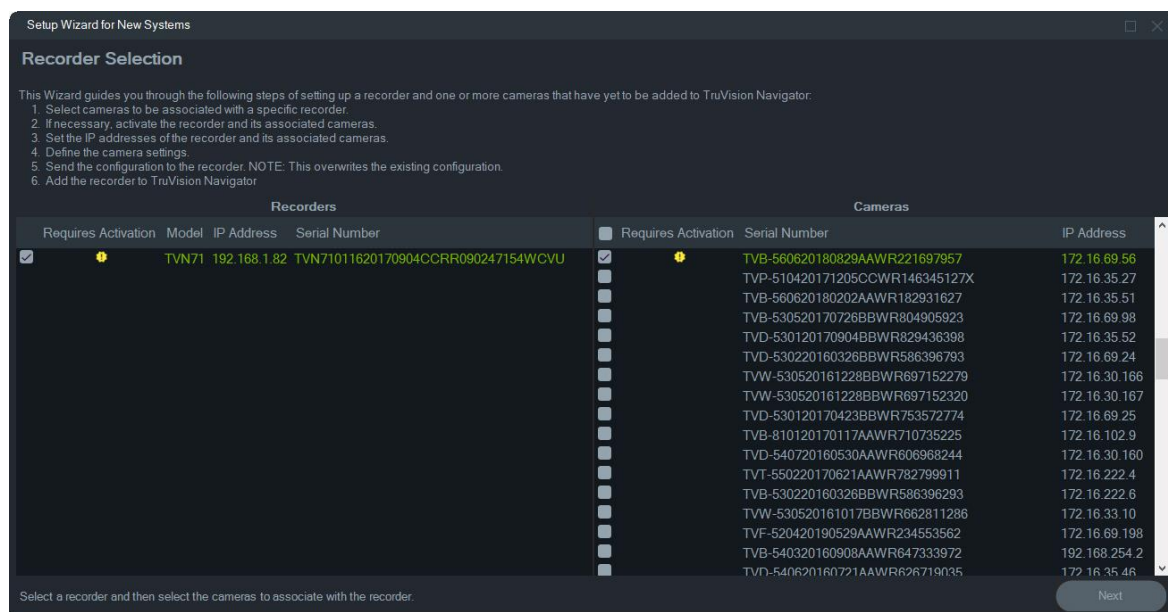 Setup Wizard for New Systems
Recorder Selection
This Wizard guides you through the following steps of setting up a recorder and one or more cameras that have yet to be added to TruVision Navigator:
1. Select cameras to be associated with a specific recorder.
2. If necessary, activate the recorder and its associated cameras.
3. Set the IP addresses of the recorder and its associated cameras.
4. Define the camera settings.
5. Send the configuration to the recorder. NOTE: This overwrites the existing configuration.
6. Add the recorder to TruVision Navigator
Recorders
Requires Activation Model IP Address Serial Number
TVN71 192.168.1.82 TVN71011620170904CCRR090247154WCVU
Cameras
Requires Activation Serial Number IP Address
TVB-560620180829AAWR221697957 172.16.69.56
TVP-510420171205CCWR146345127X 172.16.35.27
TVB-560620180202AAWR182931627 172.16.35.51
TVB-530520170726BBWR804905923 172.16.69.98
TVD-530120170904BBWR829436398 172.16.35.52
TVD-530220160326BBWR586396793 172.16.69.24
TVW-530520161228BBWR697152279 172.16.30.166
TVW-530520161228BBWR697152320 172.16.30.167
TVD-530120170423BBWR753572774 172.16.69.25
TVB-810120170117AAWR710735225 172.16.102.9
TVD-540720160530AAWR606968244 172.16.30.160
TVT-550220170621AAWR782799911 172.16.222.4
TVB-530220160326BBWR586396293 172.16.222.6
TVW-530520161017BBWR662811286 172.16.33.10
TVF-520420190529AAWR234553562 172.16.69.198
TVB-540320160908AAWR647333972 192.168.254.2
TVD-540620160721AAWR626719035 172.16.35.46
Select a recorder and then select the cameras to associate with the recorder.
Next